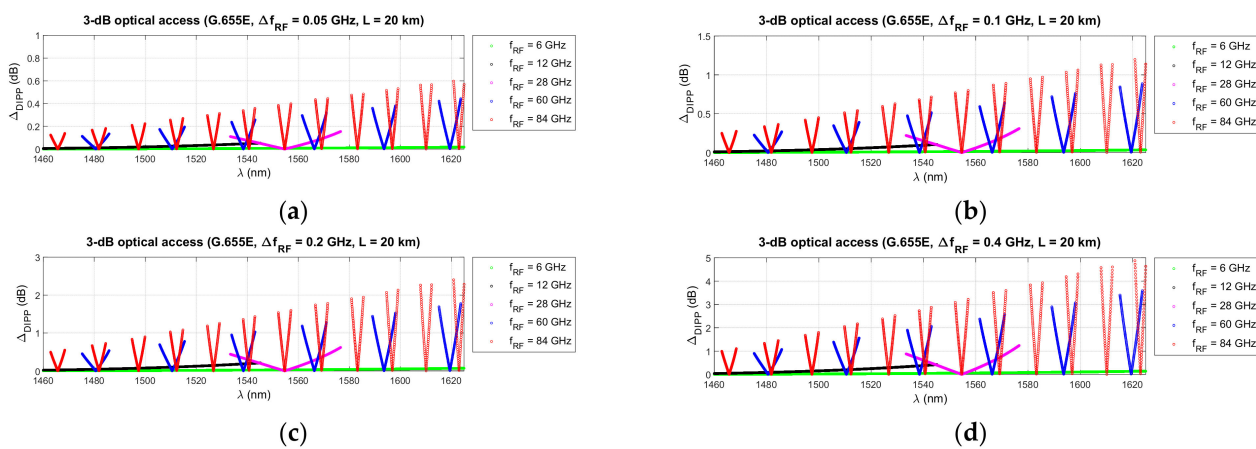 3-dB optical access (G.655E, Δf_RF = 0.05 GHz, L = 20 km)
1
0.8
0.6
0.4
0.2
0
Δ_DIPP (dB)
1460 1480 1500 1520 1540 1560 1580 1600 1620
λ (nm)
f_RF = 6 GHz
f_RF = 12 GHz
f_RF = 28 GHz
f_RF = 60 GHz
f_RF = 84 GHz
(a)
3-dB optical access (G.655E, Δf_RF = 0.1 GHz, L = 20 km)
1.5
1
0.5
0
Δ_DIPP (dB)
1460 1480 1500 1520 1540 1560 1580 1600 1620
λ (nm)
f_RF = 6 GHz
f_RF = 12 GHz
f_RF = 28 GHz
f_RF = 60 GHz
f_RF = 84 GHz
(b)
3-dB optical access (G.655E, Δf_RF = 0.2 GHz, L = 20 km)
3
2
1
0
Δ_DIPP (dB)
1460 1480 1500 1520 1540 1560 1580 1600 1620
λ (nm)
f_RF = 6 GHz
f_RF = 12 GHz
f_RF = 28 GHz
f_RF = 60 GHz
f_RF = 84 GHz
(c)
3-dB optical access (G.655E, Δf_RF = 0.4 GHz, L = 20 km)
5
4
3
2
1
0
Δ_DIPP (dB)
1460 1480 1500 1520 1540 1560 1580 1600 1620
λ (nm)
f_RF = 6 GHz
f_RF = 12 GHz
f_RF = 28 GHz
f_RF = 60 GHz
f_RF = 84 GHz
(d)